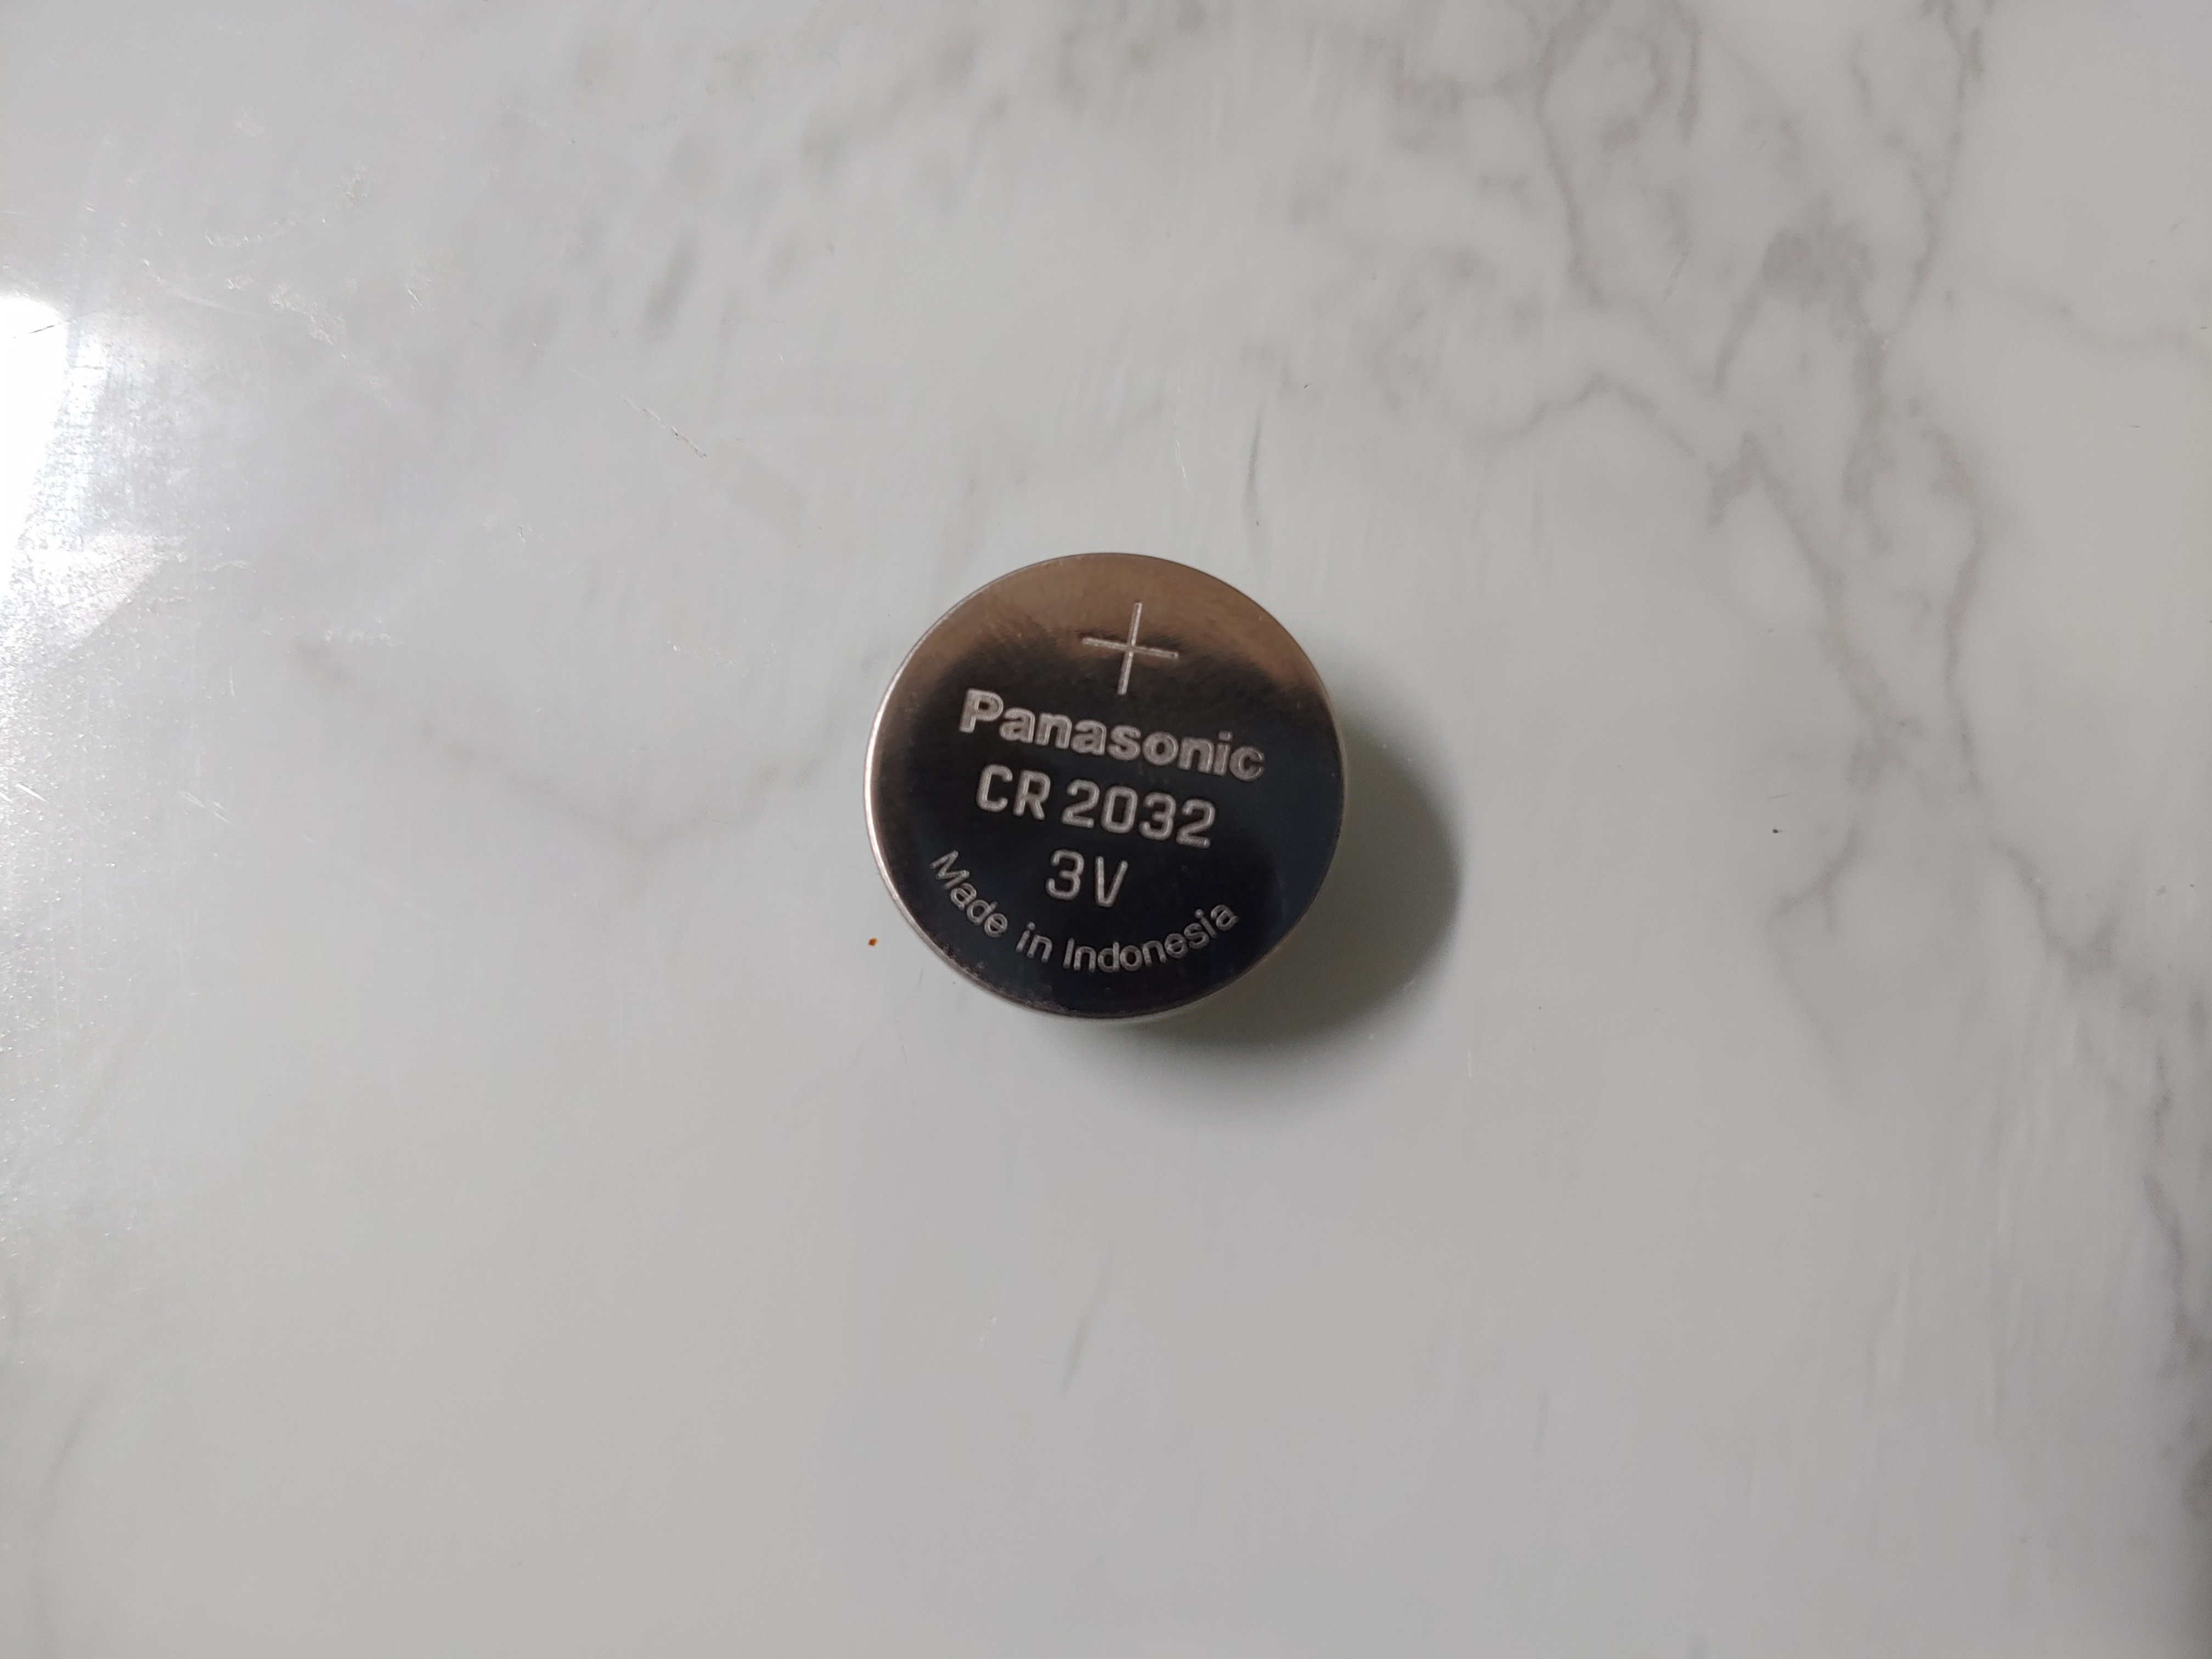 +
Panasonic
CR 2032
3V
Made in Indonesia